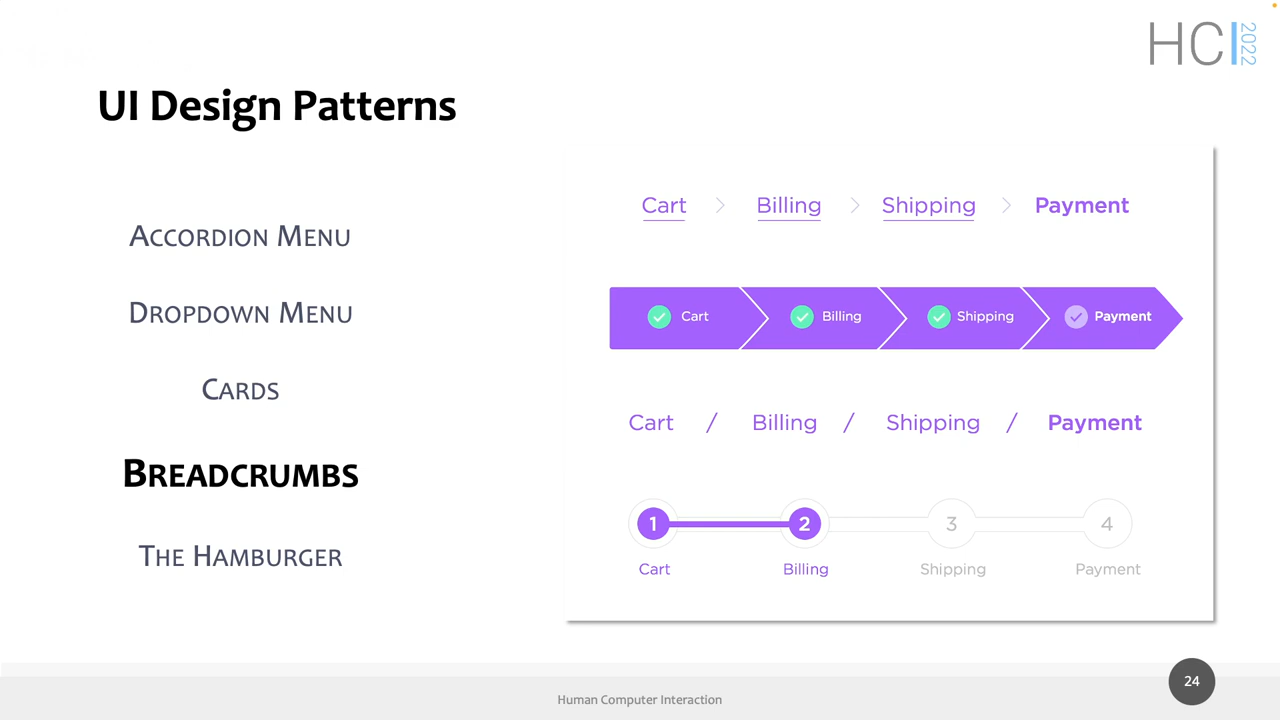 HCI 2022
UI Design Patterns
ACCORDION MENU
DROPDOWN MENU
CARDS
BREADCRUMBS
THE HAMBURGER
Cart > Billing > Shipping > Payment
Cart Billing Shipping Payment
Cart / Billing / Shipping / Payment
1 2 3 4
Cart Billing Shipping Payment
Human Computer Interaction
24